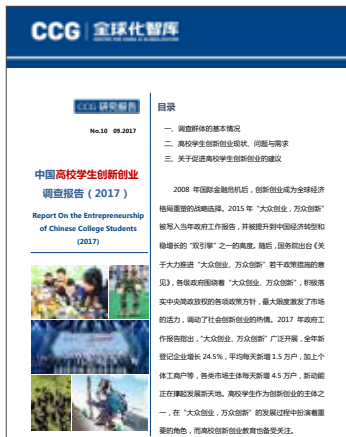 CCG 全球化智库
CENTER FOR CHINA & GLOBALIZATION
CCG 研究报告
No.10 09.2017
中国高校学生创新创业
调查报告（2017）
Report On the Entrepreneurship
of Chinese College Students
(2017)
目录
一、调查群体的基本情况
二、高校学生创新创业现状、问题与需求
三、关于促进高校学生创新创业的建议
2008 年国际金融危机后，创新创业成为全球经济
格局重塑的战略选择。2015 年“大众创业，万众创新”
被写入当年政府工作报告，并被提升到中国经济转型和
稳增长的“双引擎”之一的高度。随后，国务院出台《关
于大力推进“大众创业、万众创新”若干政策措施的意
见》，各级政府围绕着“大众创业、万众创新”，积极落
实中央简政放权的各项政策方针，最大限度激发了市场
的活力，调动了社会创新创业的热情。2017 年政府工
作报告指出，“大众创业、万众创新”广泛开展，全年新
登记企业增长 24.5%，平均每天新增 1.5 万户，加上个
体工商户等，各类市场主体每天新增 4.5 万户，新动能
正在撑起发展新天地。高校学生作为创新创业的主体之
一，在“大众创业，万众创新”的发展过程中扮演着重
要的角色，而高校创新创业教育也备受关注。